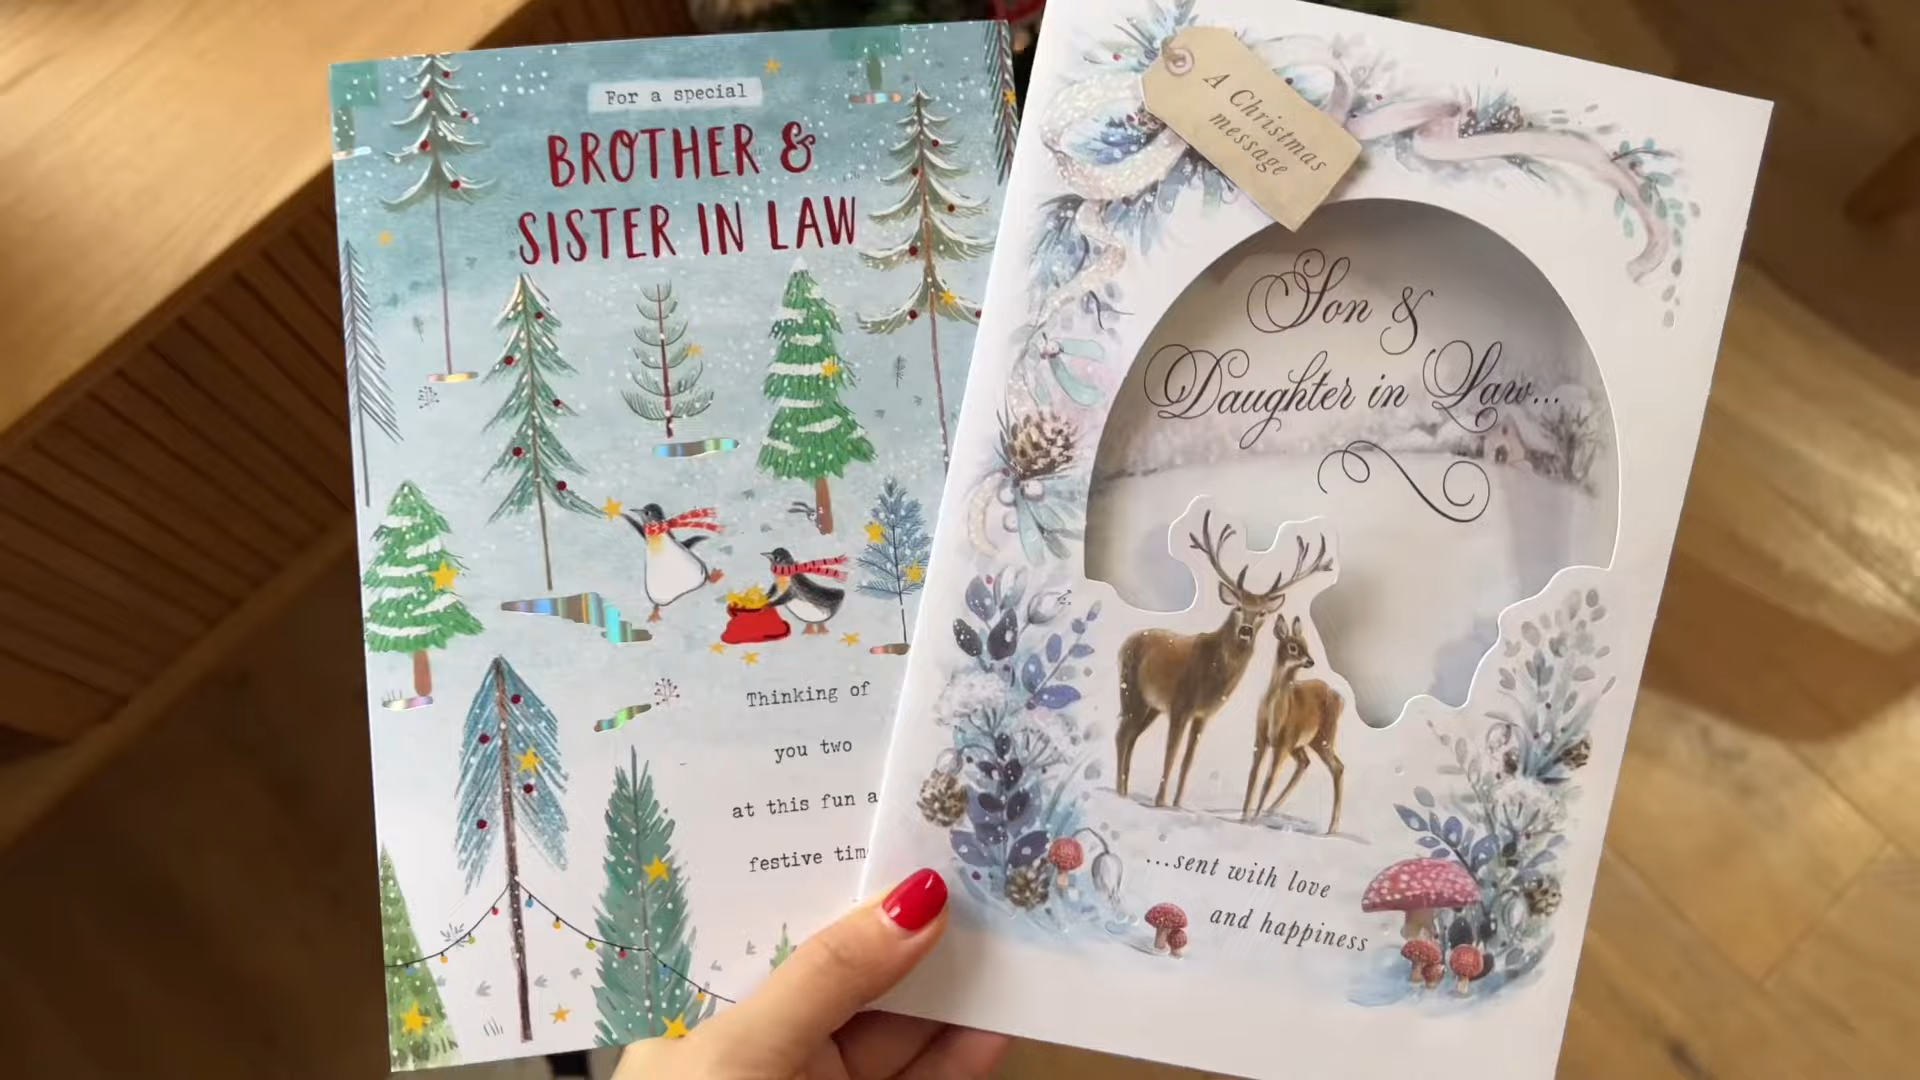 For a special
BROTHER &
SISTER IN LAW
Thinking of
you two
at this fun a
festive tim
A Christmas
message
Son &
Daughter in Law...
...sent with love
and happiness